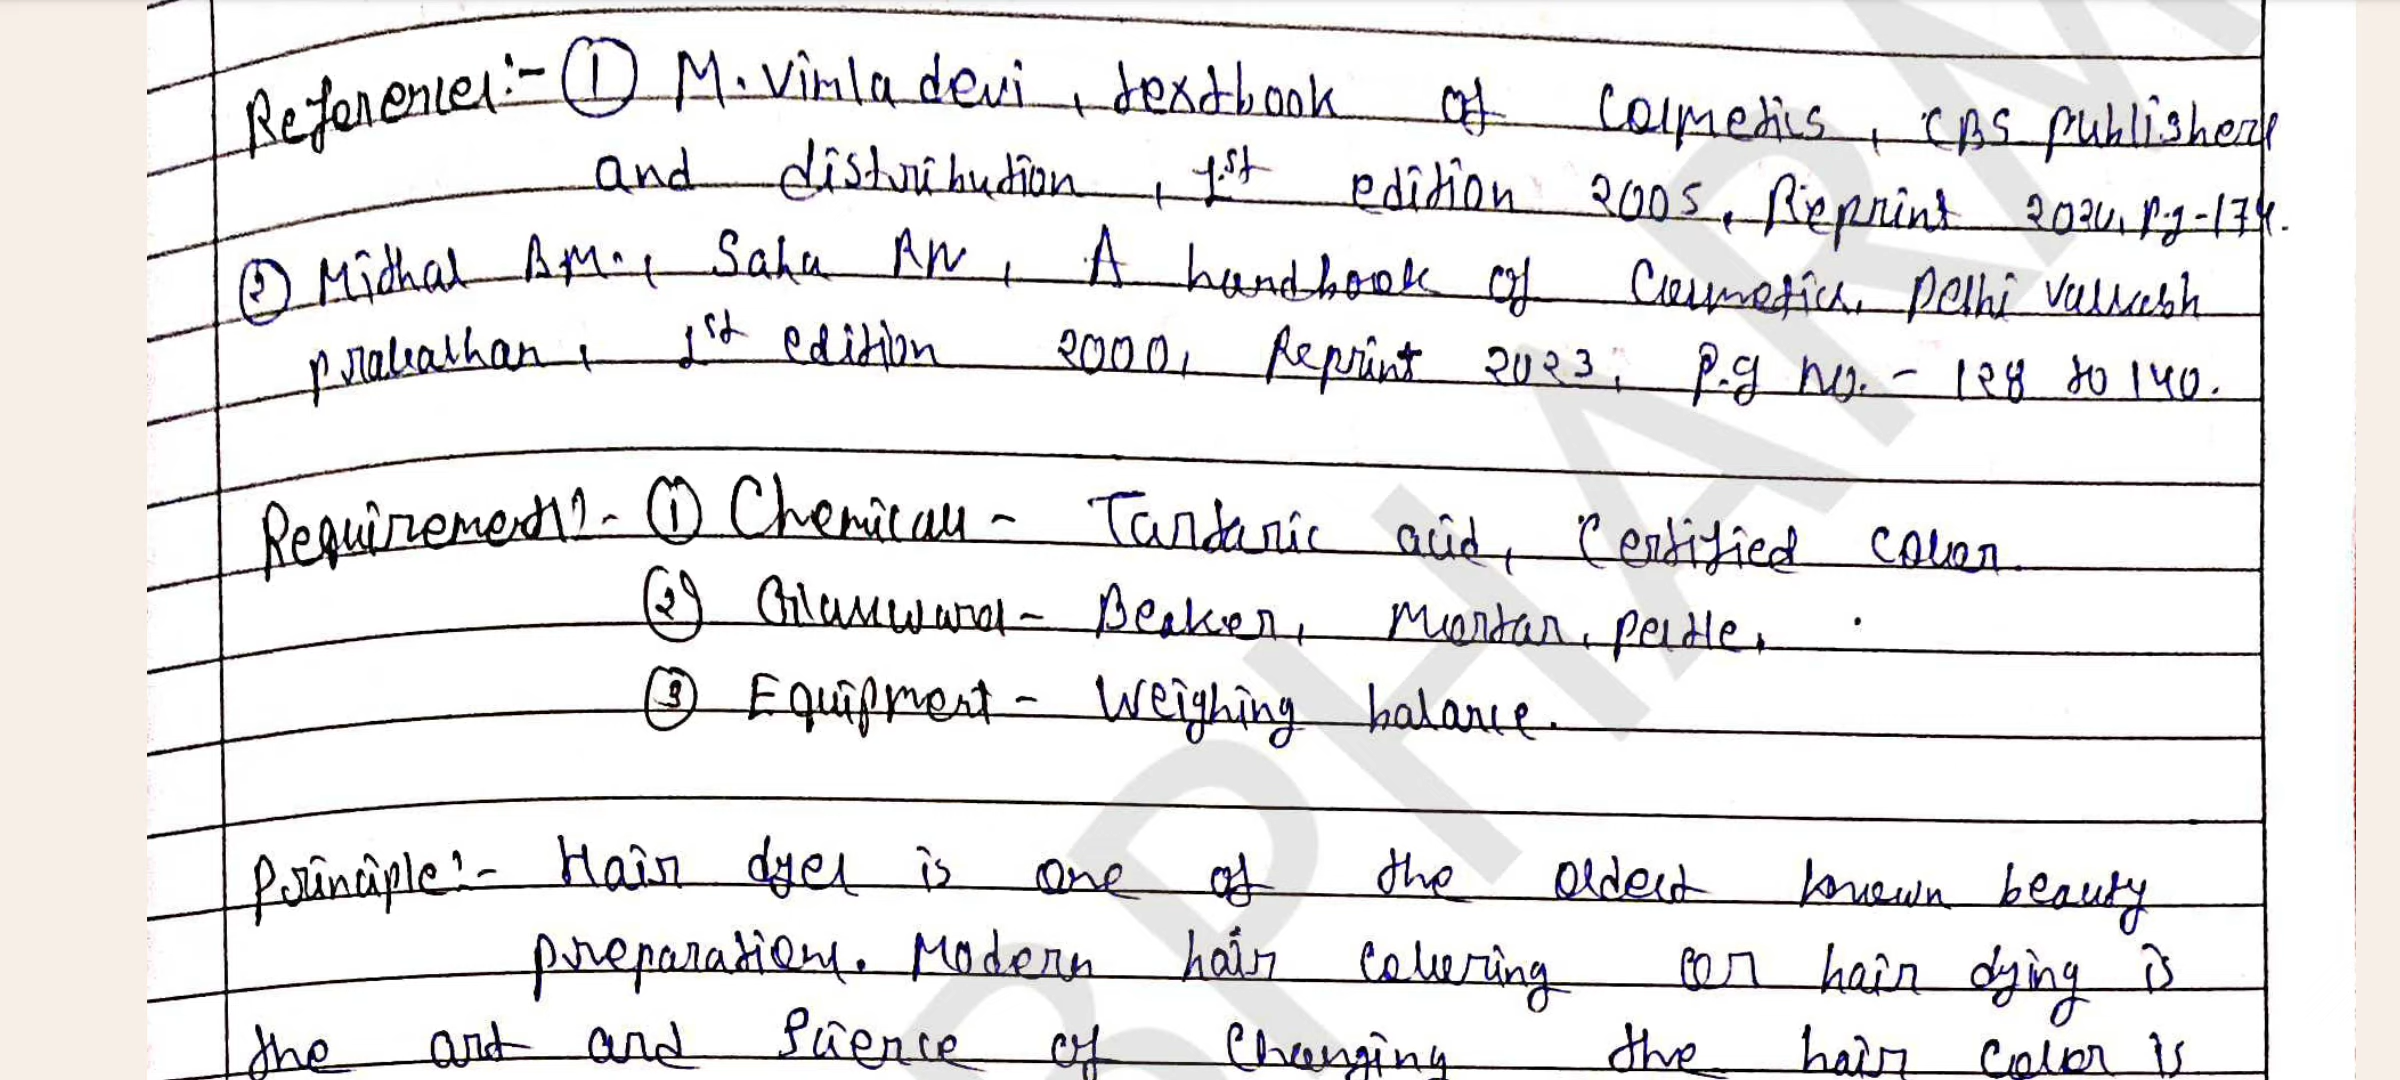 References:- ① M. Vimla devi, textbook of Cosmetics, CBS publishers
and distribution, 1st edition 2005, Reprint 2024, P.g-174.
② Mithal B.M., Saha RN, A handbook of Cosmetics, Delhi Vallabh
prakashan, 1st edition 2000, Reprint 2023, P.g no. - 128 to 140.
Requirements:- ① Chemicals - Tartaric acid, Certified color.
② Glassware - Beaker, Mortar, pestle,
③ Equipment - Weighing balance.
Principle:- Hair dyes is one of the oldest known beauty
preparations. Modern hair coloring or hair dying is
the art and Science of Changing the hair color is
BPHARM